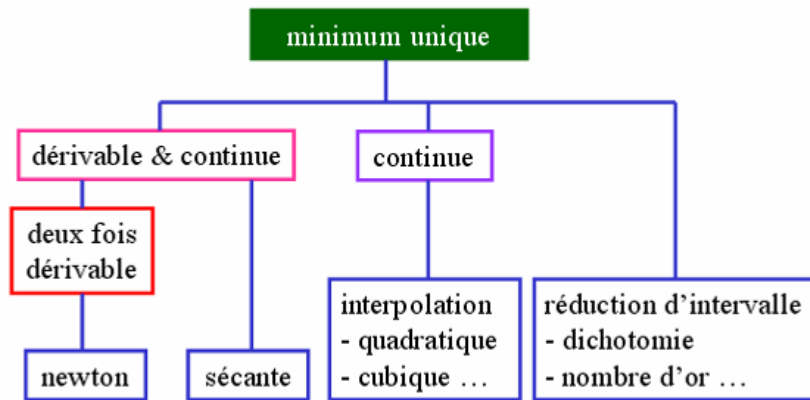 minimum unique
dérivable & continue
continue
deux fois
dérivable
interpolation
- quadratique
- cubique …
réduction d’intervalle
- dichotomie
- nombre d’or …
newton
sécante